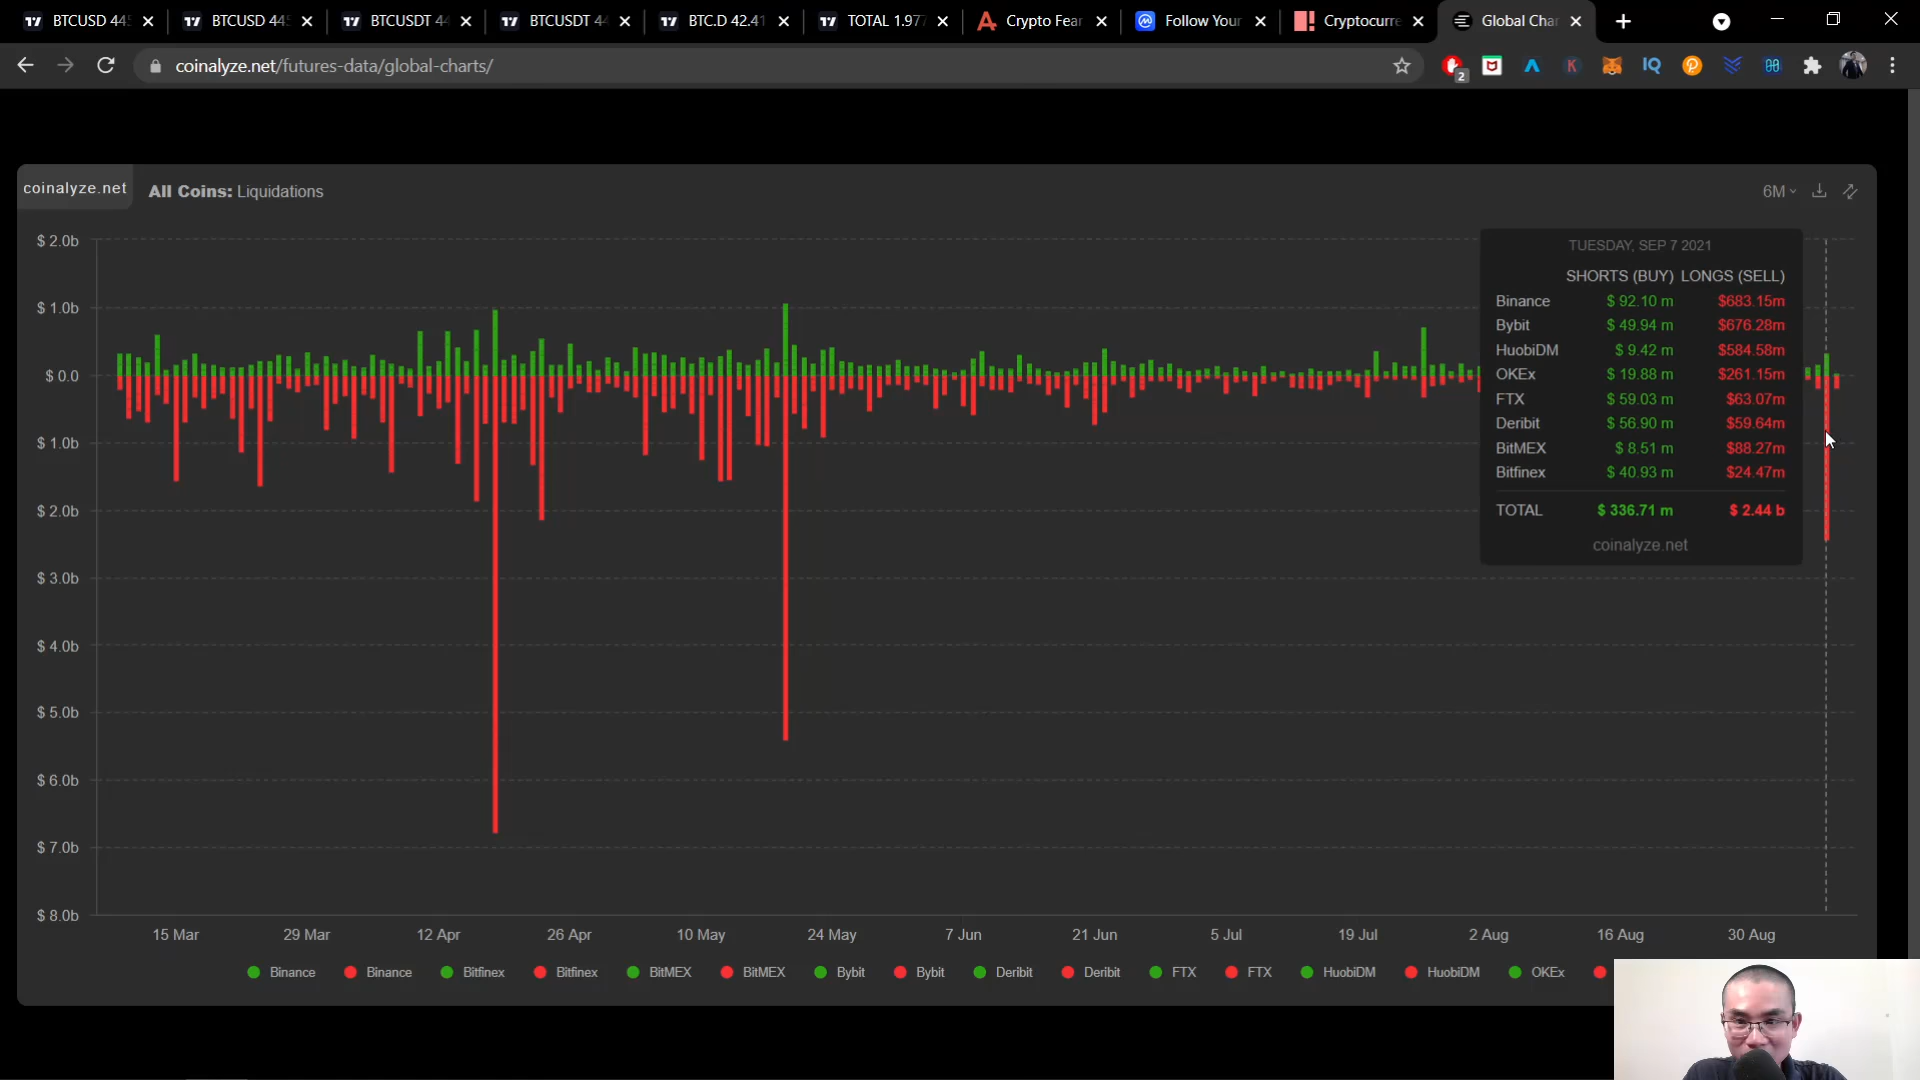 BTCUSD 44 BTCUSD 44 BTCUSDT 4 BTCUSDT 4 BTC.D 42.41 TOTAL 1.97 Crypto Fear Follow Your Cryptocurre Global Char
coinalyze.net/futures-data/global-charts/
2
IQ
coinalyze.net
All Coins: Liquidations
6M
$ 2.0b
$ 1.0b
$ 0.0
$ 1.0b
$ 2.0b
$ 3.0b
$ 4.0b
$ 5.0b
$ 6.0b
$ 7.0b
$ 8.0b
TUESDAY, SEP 7 2021
SHORTS (BUY) LONGS (SELL)
Binance $ 92.10 m $683.15m
Bybit $ 49.94 m $676.28m
HuobiDM $ 9.42 m $584.58m
OKEx $ 19.88 m $261.15m
FTX $ 59.03 m $63.07m
Deribit $ 56.90 m $59.64m
BitMEX $ 8.51 m $88.27m
Bitfinex $ 40.93 m $24.47m
TOTAL $ 336.71 m $ 2.44 b
coinalyze.net
15 Mar 29 Mar 12 Apr 26 Apr 10 May 24 May 7 Jun 21 Jun 5 Jul 19 Jul 2 Aug 16 Aug 30 Aug
Binance Binance Bitfinex Bitfinex BitMEX BitMEX Bybit Bybit Deribit Deribit FTX FTX HuobiDM HuobiDM OKEx